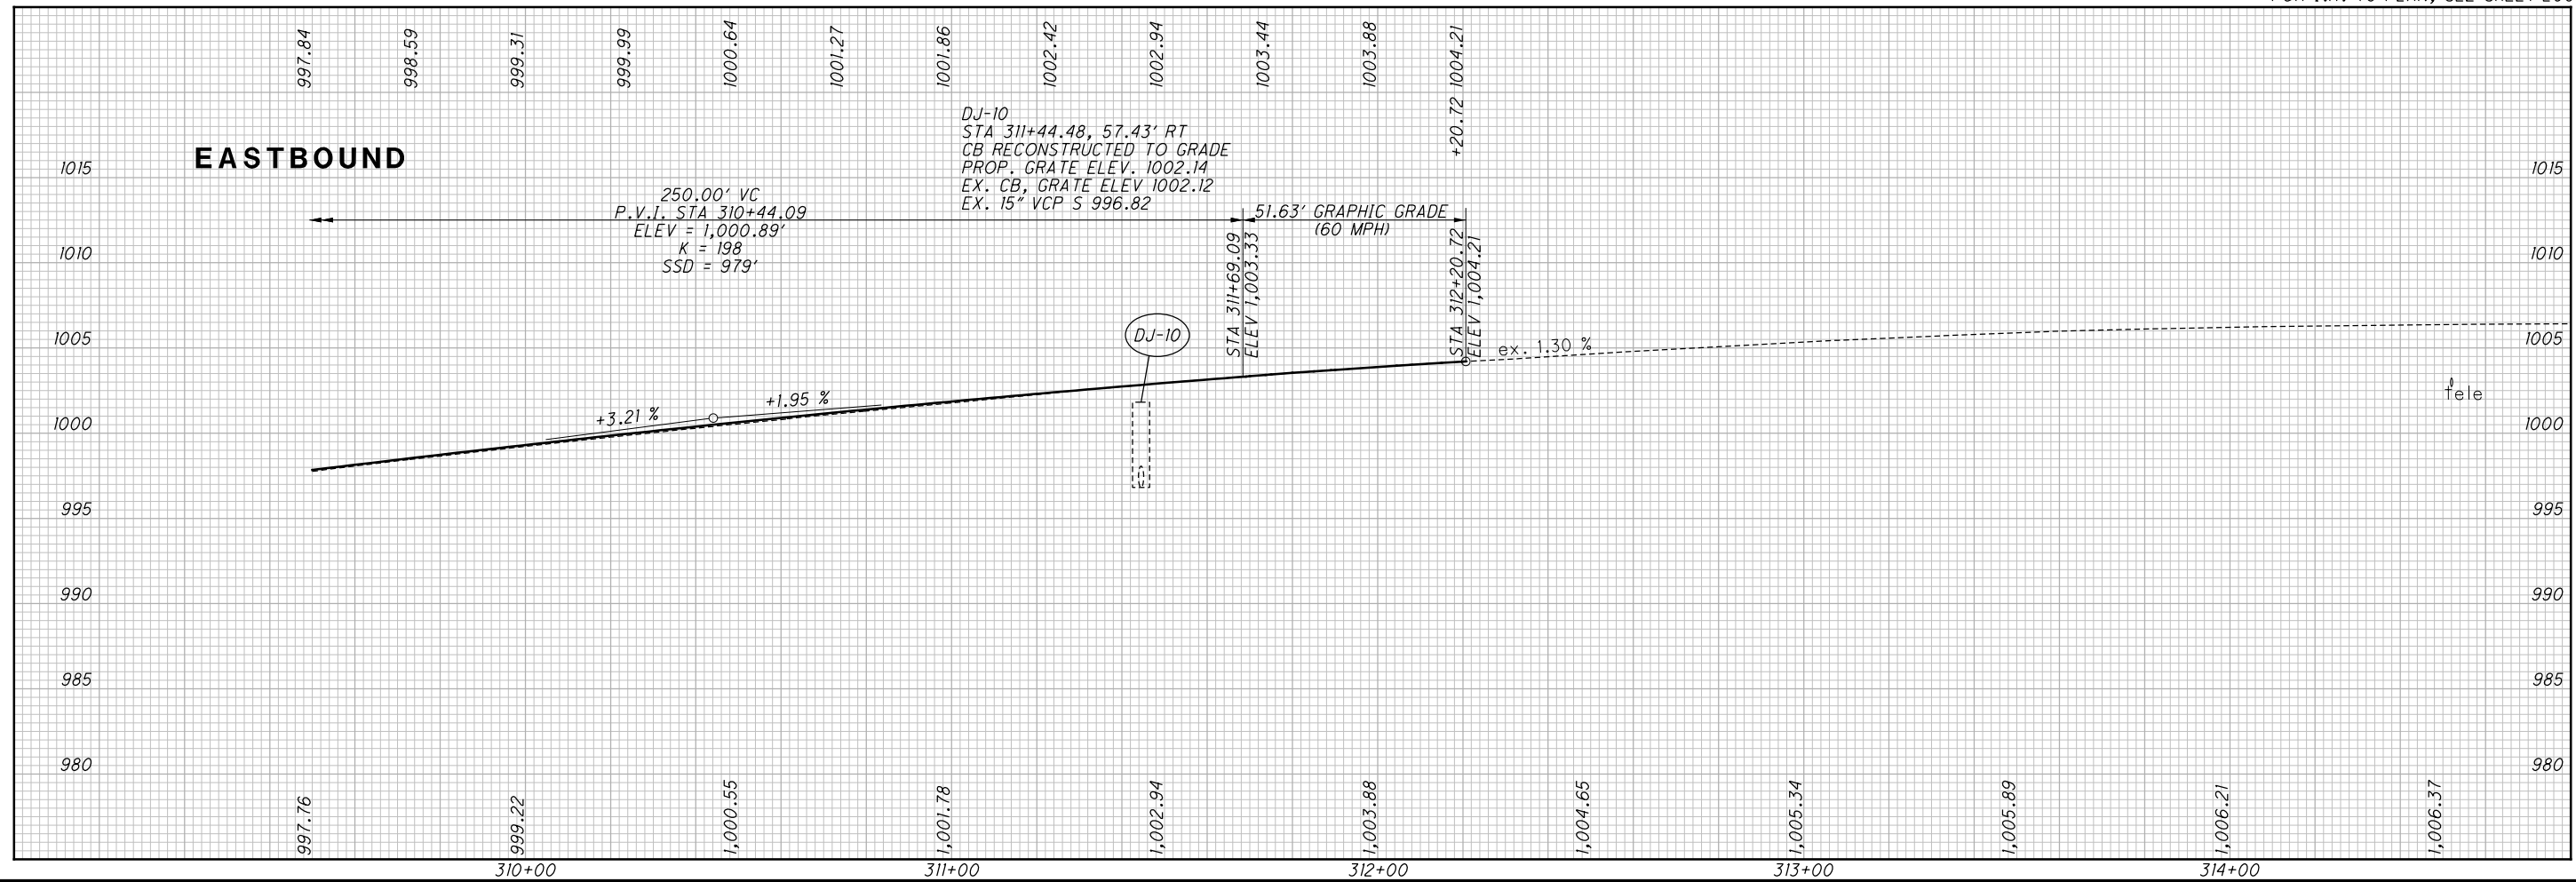 997.84 998.59 999.31 999.99 1000.64 1001.27 1001.86 1002.42 1002.94 1003.44 1003.88 +20.72 1004.21
DJ-10
STA 311+44.48, 57.43' RT
CB RECONSTRUCTED TO GRADE
PROP. GRATE ELEV. 1002.14
EX. CB, GRATE ELEV 1002.12
EX. 15" VCP S 996.82
EASTBOUND
1015 1015
250.00' VC
P.V.I. STA 310+44.09
ELEV = 1,000.89'
K = 198
SSD = 979'
51.63' GRAPHIC GRADE
(60 MPH)
1010 1010
STA 311+69.09
ELEV 1,003.33
STA 312+20.72
ELEV 1,004.21
DJ-10
1005 1005
ex. 1.30 %
+3.21 %
+1.95 %
tele
1000 1000
995 995
990 990
985 985
980 980
997.76 999.22 1,000.55 1,001.78 1,002.94 1,003.88 1,004.65 1,005.34 1,005.89 1,006.21 1,006.37
310+00 311+00 312+00 313+00 314+00